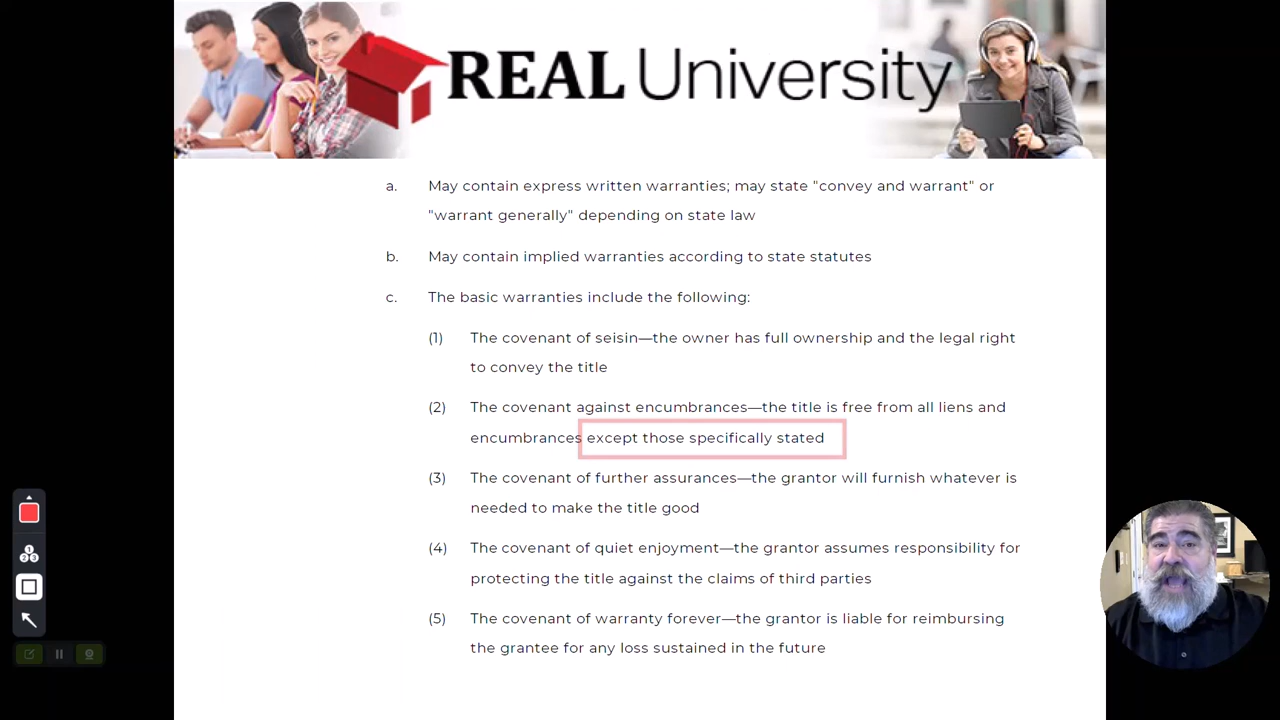 REAL University
a. May contain express written warranties; may state "convey and warrant" or
"warrant generally" depending on state law
b. May contain implied warranties according to state statutes
c. The basic warranties include the following:
(1) The covenant of seisin—the owner has full ownership and the legal right
to convey the title
(2) The covenant against encumbrances—the title is free from all liens and
encumbrances except those specifically stated
(3) The covenant of further assurances—the grantor will furnish whatever is
needed to make the title good
(4) The covenant of quiet enjoyment—the grantor assumes responsibility for
protecting the title against the claims of third parties
(5) The covenant of warranty forever—the grantor is liable for reimbursing
the grantee for any loss sustained in the future